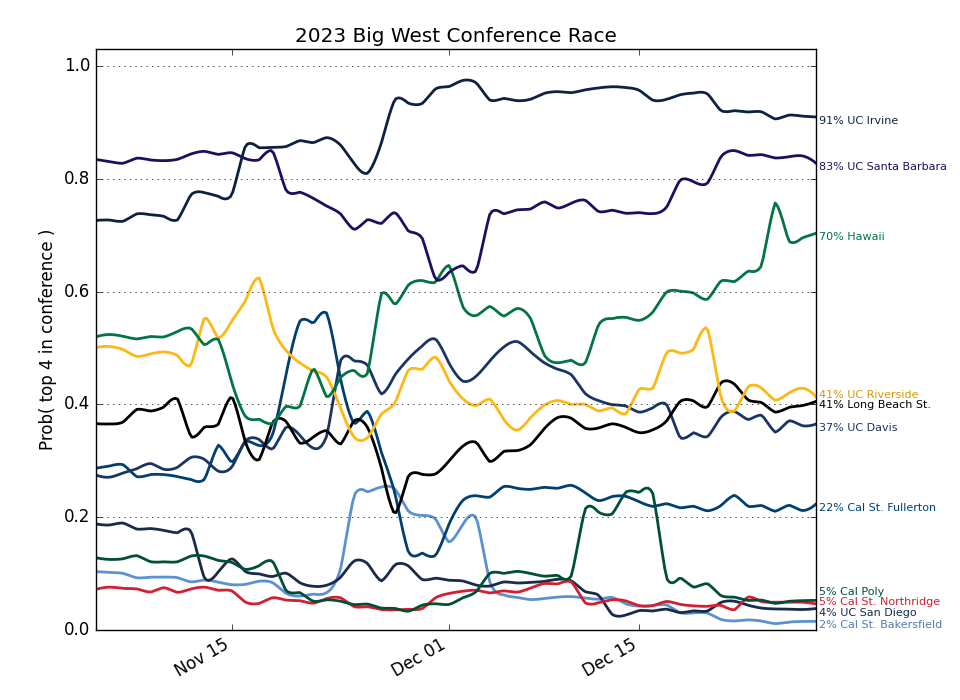 2023 Big West Conference Race
Prob( top 4 in conference )
1.0
0.8
0.6
0.4
0.2
0.0
Nov 15
Dec 01
Dec 15
91% UC Irvine
83% UC Santa Barbara
70% Hawaii
41% UC Riverside
41% Long Beach St.
37% UC Davis
22% Cal St. Fullerton
5% Cal Poly
5% Cal St. Northridge
4% UC San Diego
2% Cal St. Bakersfield